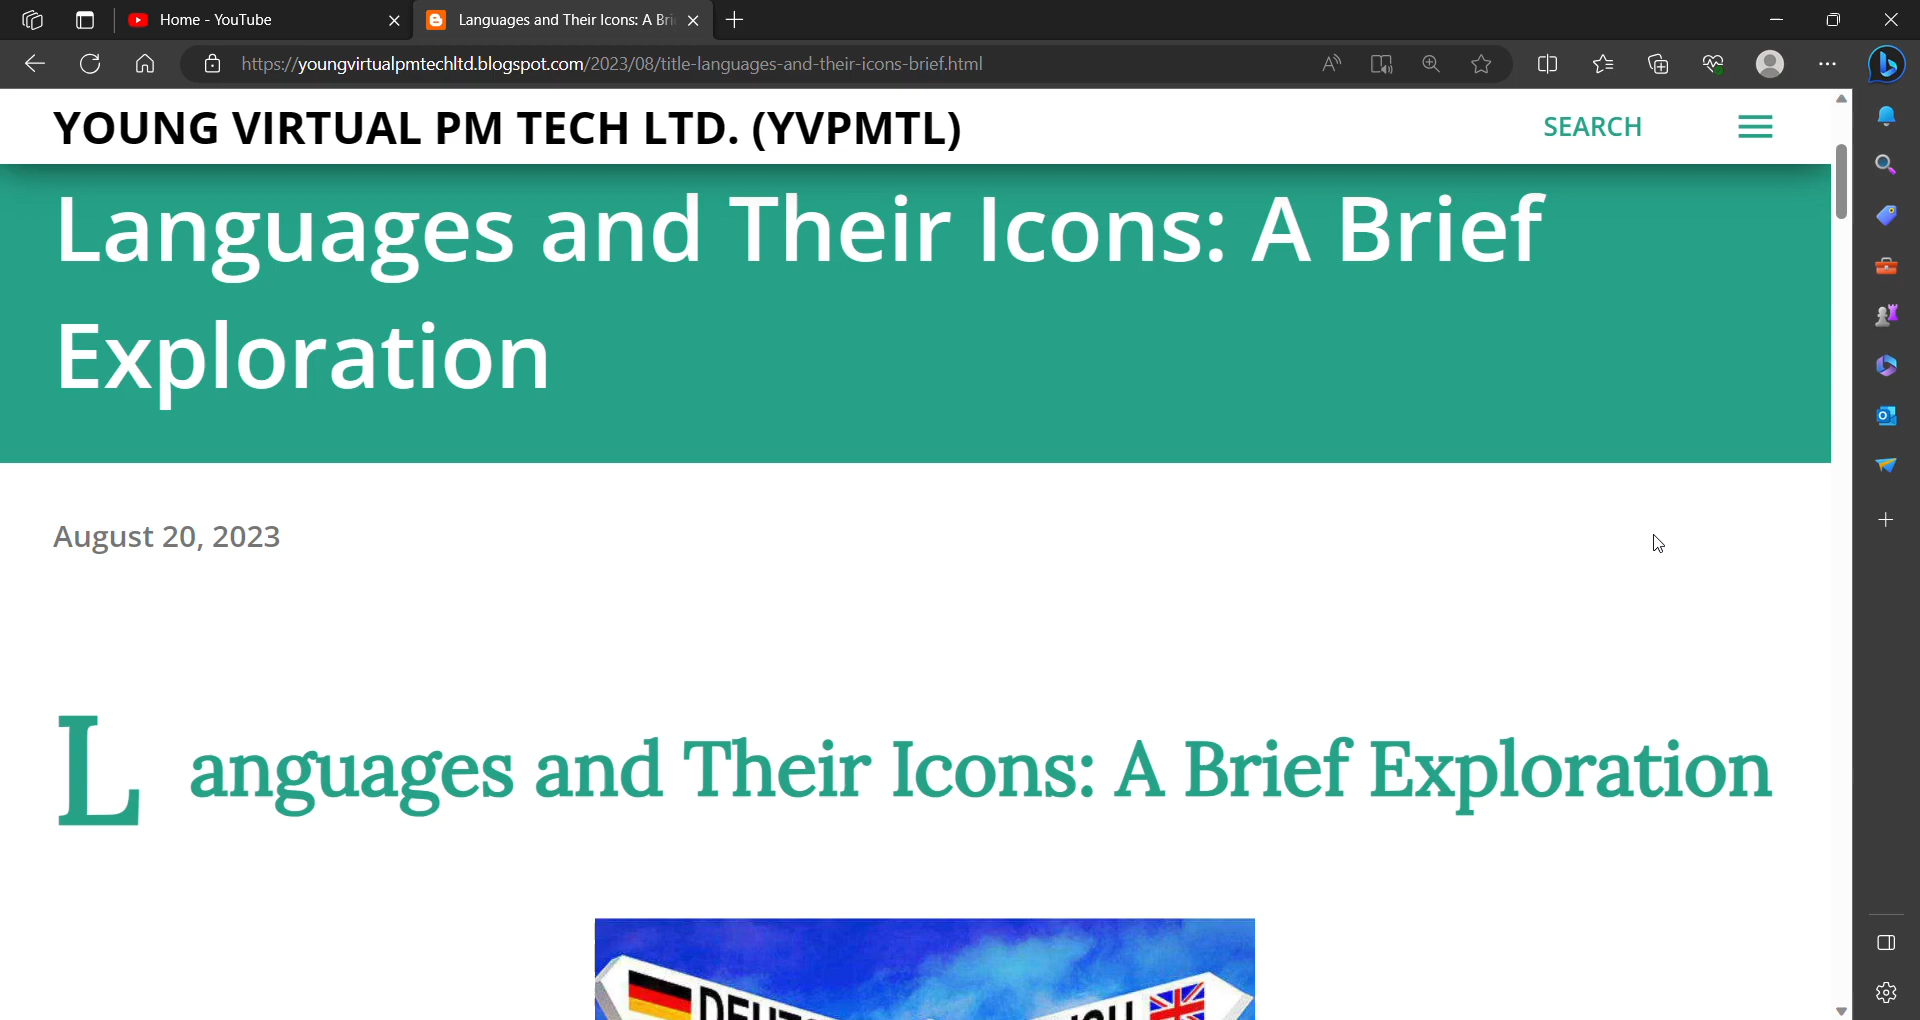 Home - YouTube
Languages and Their Icons: A Bri
https://youngvirtualpmtechltd.blogspot.com/2023/08/title-languages-and-their-icons-brief.html
YOUNG VIRTUAL PM TECH LTD. (YVPMTL)
SEARCH
Languages and Their Icons: A Brief
Exploration
August 20, 2023
Languages and Their Icons: A Brief Exploration